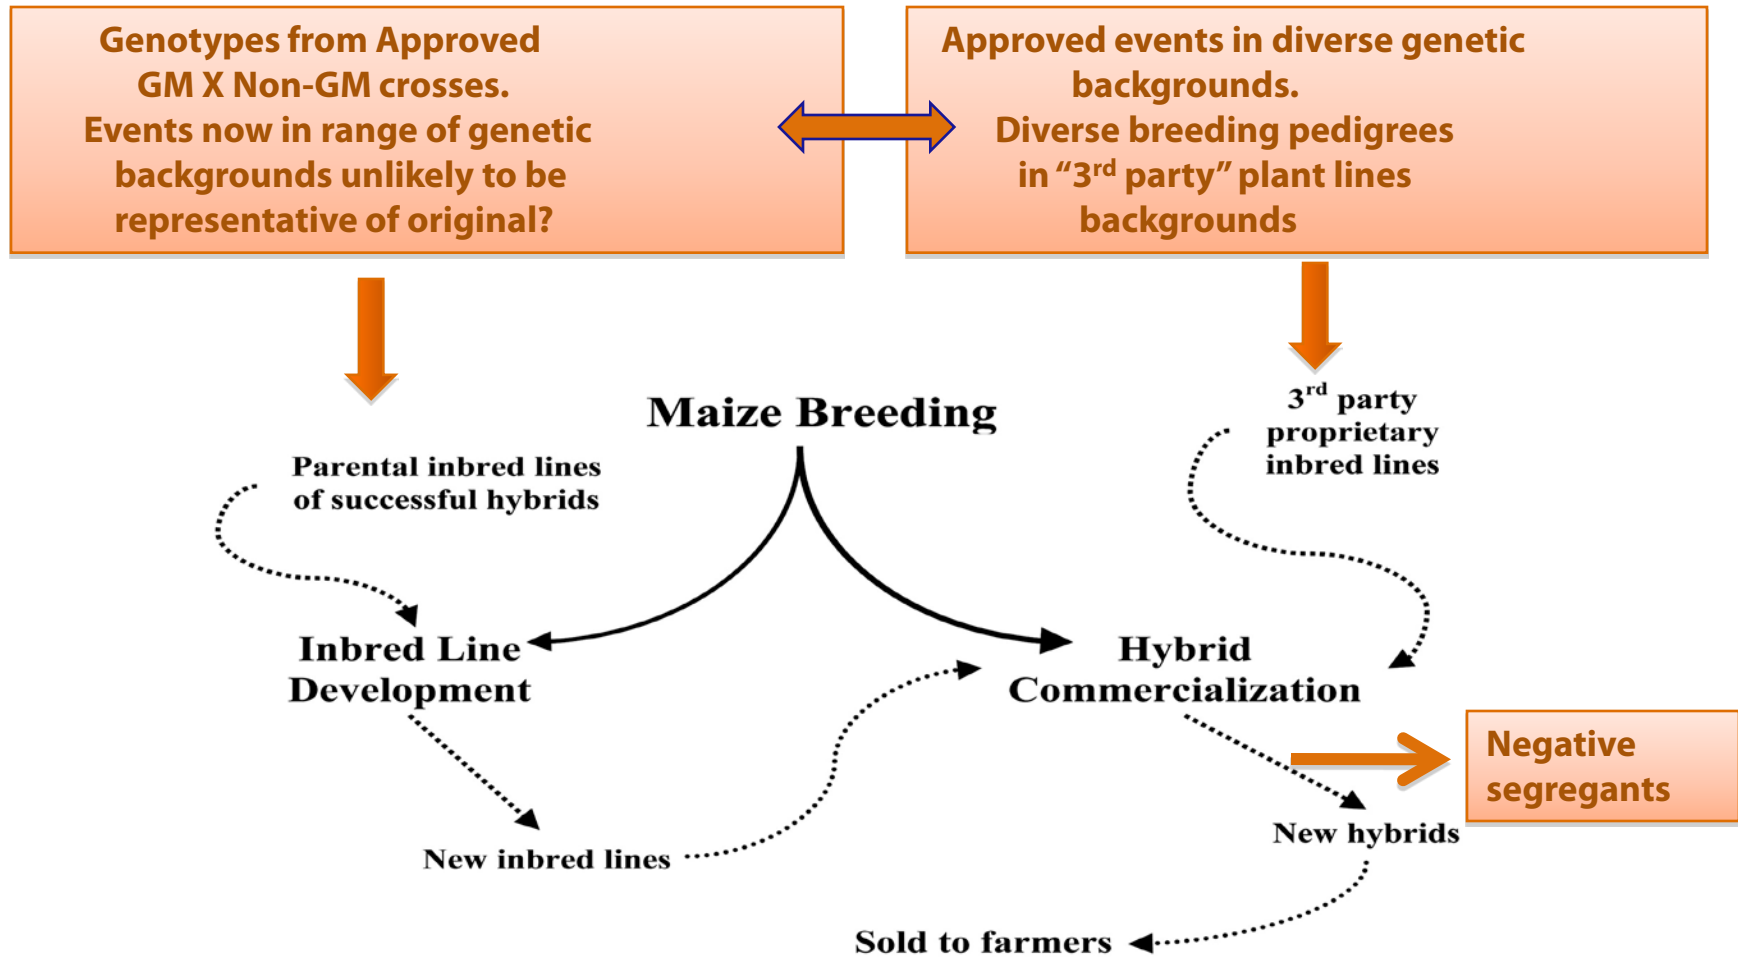 Genotypes from Approved
GM X Non-GM crosses.
Events now in range of genetic
backgrounds unlikely to be
representative of original?
Approved events in diverse genetic
backgrounds.
Diverse breeding pedigrees
in “3rd party” plant lines
backgrounds
Maize Breeding
3rd party
proprietary
inbred lines
Parental inbred lines
of successful hybrids
Inbred Line
Development
Hybrid
Commercialization
Negative
segregants
New hybrids
New inbred lines
Sold to farmers